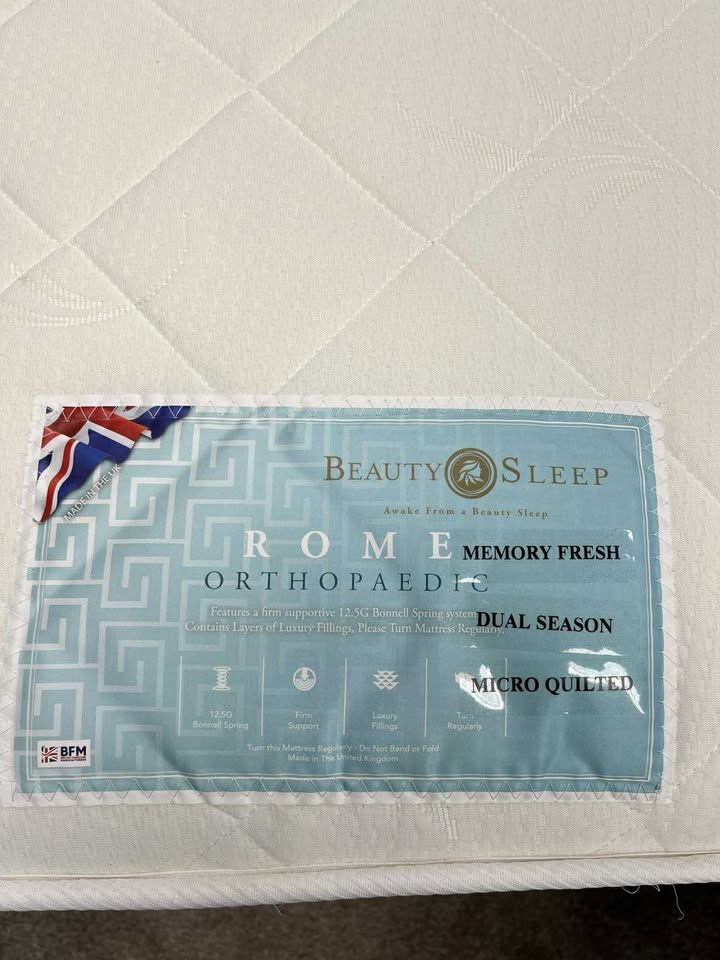 MADE IN THE UK
BEAUTY SLEEP
Awake From a Beauty Sleep
ROME
MEMORY FRESH
ORTHOPAEDIC
Features a firm supportive 12.5G Bonnell Spring system
Contains Layers of Luxury Fillings, Please Turn Mattress Regularly.
DUAL SEASON
MICRO QUILTED
12.5G
Bonnell Spring
Firm
Support
Luxury
Fillings
Turn
Regularly
Turn this Mattress Regularly - Do Not Bend or Fold
Made in The United Kingdom
BFM